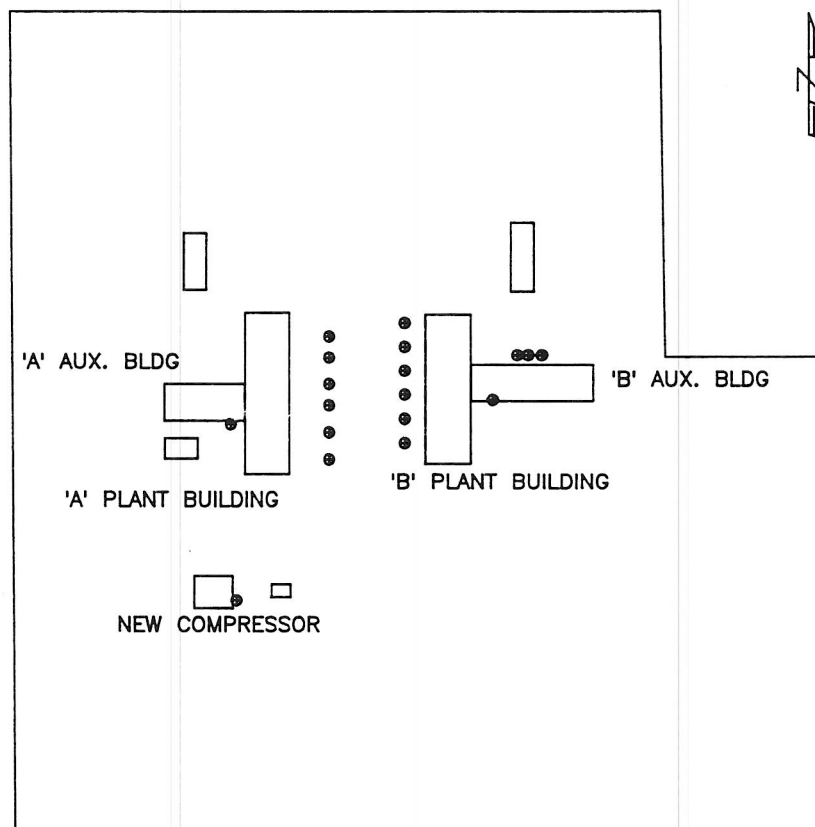 'A' AUX. BLDG
'B' AUX. BLDG
'A' PLANT BUILDING
'B' PLANT BUILDING
NEW COMPRESSOR